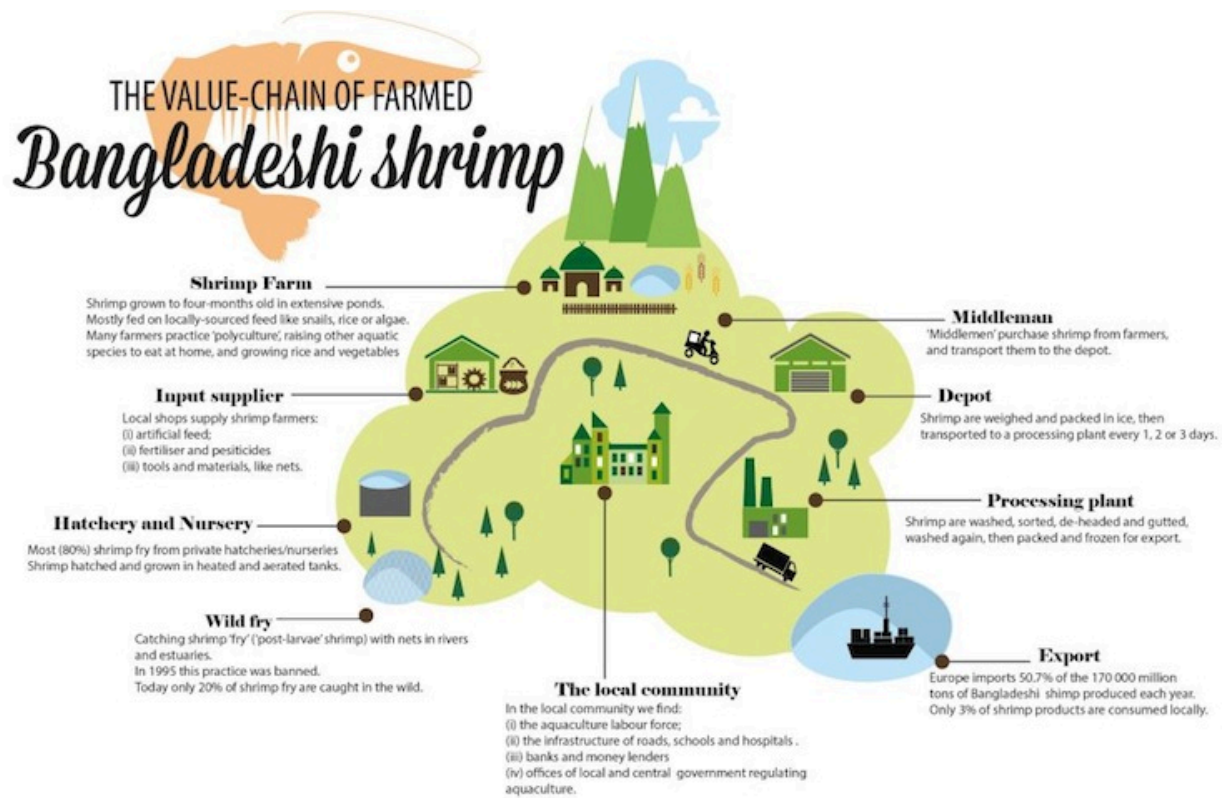 THE VALUE-CHAIN OF FARMED
Bangladeshi shrimp
Shrimp Farm
Shrimp grown to four-months old in extensive ponds.
Mostly fed on locally-sourced feed like snails, rice or algae.
Many farmers practice 'polyculture', raising other aquatic
species to eat at home, and growing rice and vegetables
Input supplier
Local shops supply shrimp farmers:
(i) artificial feed;
(ii) fertiliser and pesiticides
(iii) tools and materials, like nets.
Hatchery and Nursery
Most (80%) shrimp fry from private hatcheries/nurseries
Shrimp hatched and grown in heated and aerated tanks.
Wild fry
Catching shrimp 'fry' ('post-larvae' shrimp) with nets in rivers
and estuaries.
In 1995 this practice was banned.
Today only 20% of shrimp fry are caught in the wild.
The local community
In the local community we find:
(i) the aquaculture labour force;
(ii) the infrastructure of roads, schools and hospitals .
(iii) banks and money lenders
(iv) offices of local and central government regulating
aquaculture.
Middleman
'Middlemen' purchase shrimp from farmers,
and transport them to the depot.
Depot
Shrimp are weighed and packed in ice, then
transported to a processing plant every 1, 2 or 3 days.
Processing plant
Shrimp are washed, sorted, de-headed and gutted,
washed again, then packed and frozen for export.
Export
Europe imports 50.7% of the 170 000 million
tons of Bangladeshi shimp produced each year.
Only 3% of shrimp products are consumed locally.